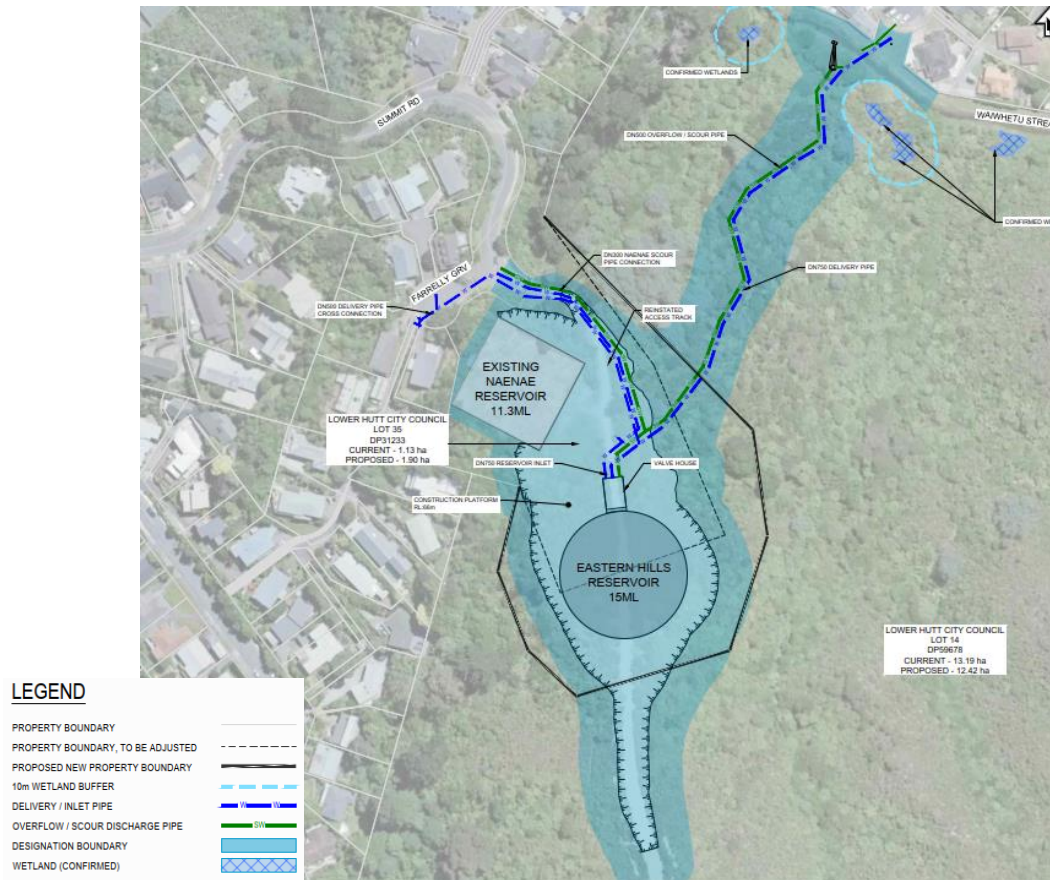 CONFIRMED WETLANDS
SUMMIT RD
WAIWHETU STREA
DN500 OVERFLOW / SCOUR PIPE
CONFIRMED WE
DN300 NAENAE SCOUR
PIPE CONNECTION
DN750 DELIVERY PIPE
FARRELLY GRV
DN500 DELIVERY PIPE
CROSS CONNECTION
REINSTATED
ACCESS TRACK
EXISTING
NAENAE
RESERVOIR
11.3ML
LOWER HUTT CITY COUNCIL
LOT 35
DP31233
CURRENT - 1.13 ha
PROPOSED - 1.90 ha
DN750 RESERVOIR INLET
VALVE HOUSE
CONSTRUCTION PLATFORM
RL:66m
EASTERN HILLS
RESERVOIR
15ML
LOWER HUTT CITY COUNCIL
LOT 14
DP59678
CURRENT - 13.19 ha
PROPOSED - 12.42 ha
LEGEND
PROPERTY BOUNDARY
PROPERTY BOUNDARY, TO BE ADJUSTED
PROPOSED NEW PROPERTY BOUNDARY
10m WETLAND BUFFER
DELIVERY / INLET PIPE W W
OVERFLOW / SCOUR DISCHARGE PIPE SW
DESIGNATION BOUNDARY
WETLAND (CONFIRMED)